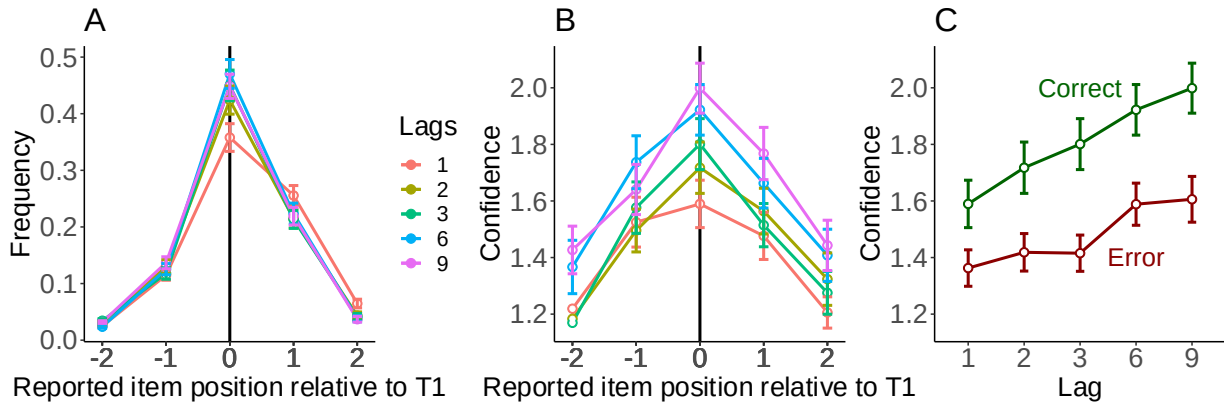 A
0.5
0.4
0.3
0.2
0.1
0.0
Frequency
-2 -1 0 1 2
Reported item position relative to T1
Lags
1
2
3
6
9
B
2.0
1.8
1.6
1.4
1.2
Confidence
-2 -1 0 1 2
Reported item position relative to T1
C
2.0
1.8
1.6
1.4
1.2
Confidence
Correct
Error
1 2 3 6 9
Lag